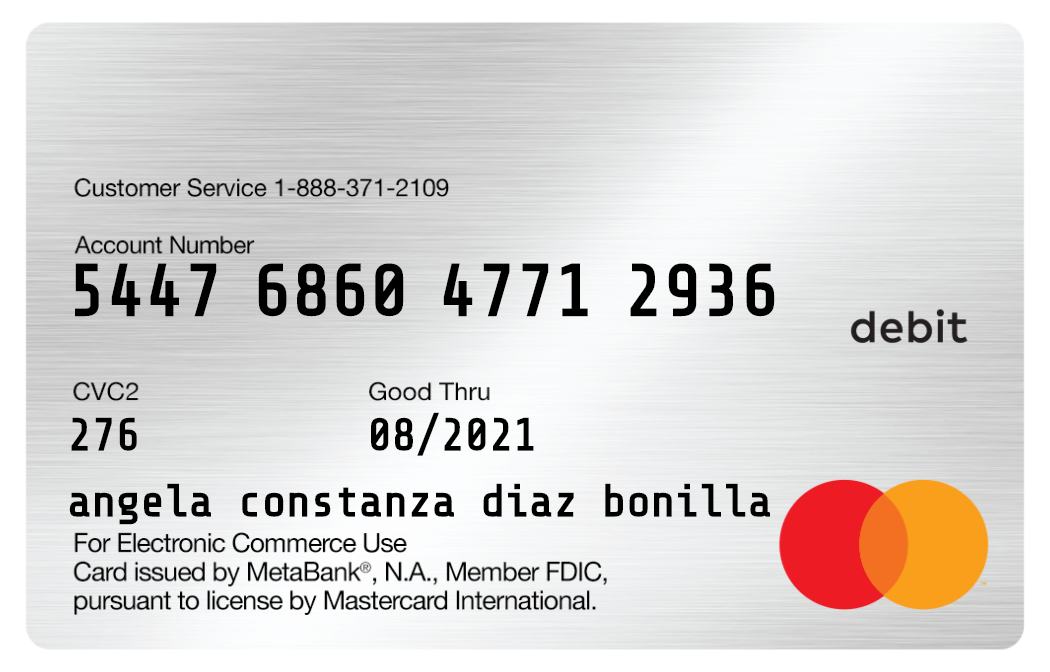 Customer Service 1-888-371-2109
Account Number
5447 6860 4771 2936
debit
CVC2 Good Thru
276 08/2021
angela constanza diaz bonilla
For Electronic Commerce Use
Card issued by MetaBank®, N.A., Member FDIC,
pursuant to license by Mastercard International.